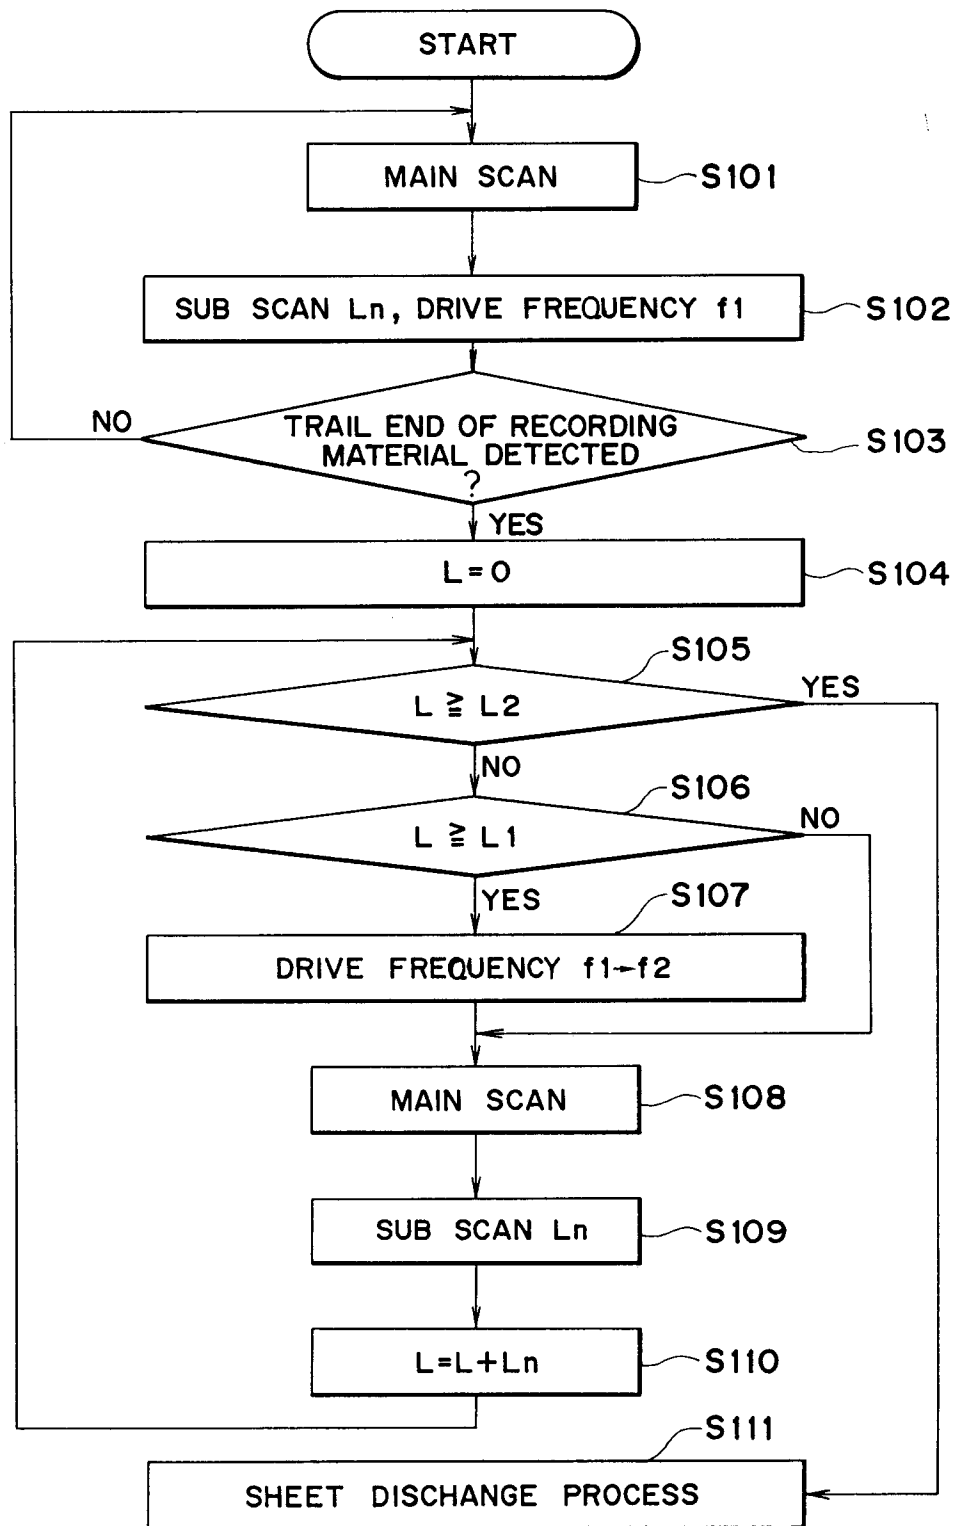 START
MAIN SCAN
S101
SUB SCAN Ln, DRIVE FREQUENCY f1
S102
NO
TRAIL END OF RECORDING
MATERIAL DETECTED
?
S103
YES
L=0
S104
S105
L ≧ L2
YES
NO
S106
L ≧ L1
NO
YES
S107
DRIVE FREQUENCY f1→f2
MAIN SCAN
S108
SUB SCAN Ln
S109
L=L+Ln
S110
S111
SHEET DISCHARGE PROCESS